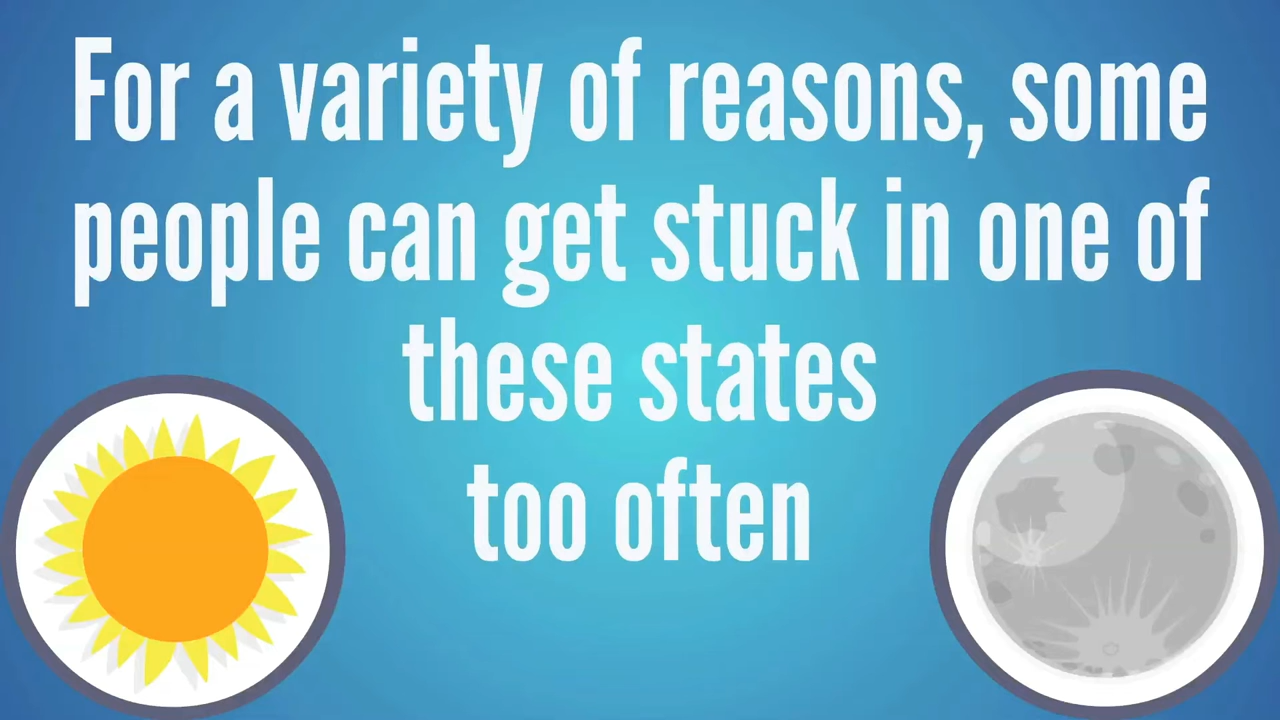 For a variety of reasons, some
people can get stuck in one of
these states
too often